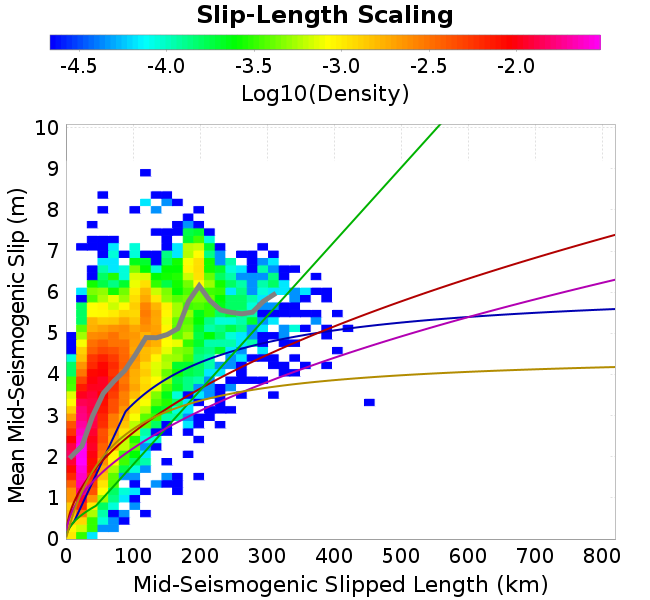 Slip-Length Scaling
-4.5 -4.0 -3.5 -3.0 -2.5 -2.0
Log10(Density)
10
9
8
7
6
5
4
3
2
1
0
Mean Mid-Seismogenic Slip (m)
0 100 200 300 400 500 600 700 800
Mid-Seismogenic Slipped Length (km)